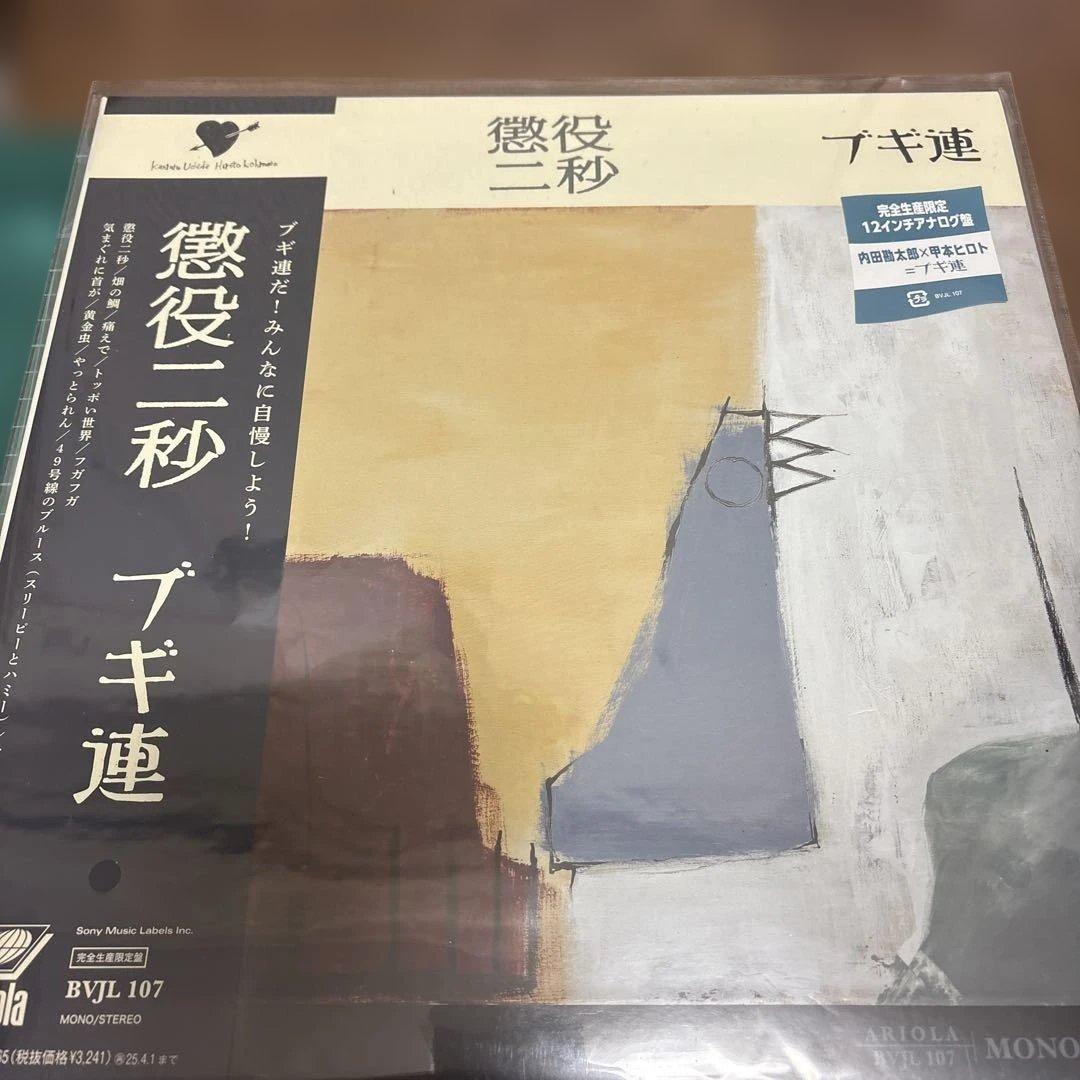 懲役
二秒
ブギ連
完全生産限定
12インチアナログ盤
内田勘太郎×甲本ヒロト
=ブギ連
BVJL 107
ブギ連だ!みんなに自慢しよう!
懲役二秒 ブギ連
懲役二秒/畑の鯛/痛えで/トッポい世界/フガフガ
気まぐれに首が/黄金虫/やっとられん/49号線のブルース(スリーピーとハミー)/
Sony Music Labels Inc.
完全生産限定盤
BVJL 107
MONO/STEREO
65(税抜価格¥3,241) 再25.4.1まで
ARIOLA
BVJL 107
MONO